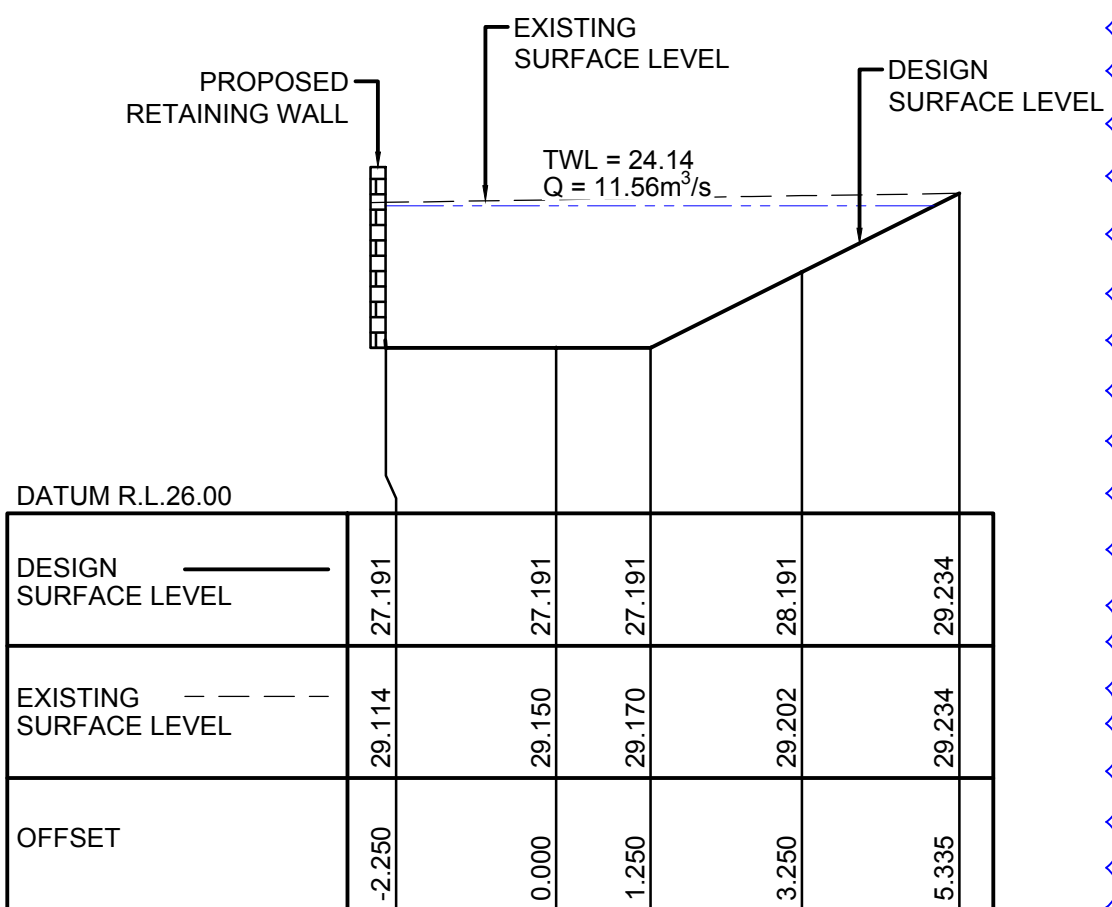 EXISTING
SURFACE LEVEL
PROPOSED
RETAINING WALL
DESIGN
SURFACE LEVEL
TWL = 24.14
Q = 11.56m³/s
DATUM R.L.26.00
DESIGN
SURFACE LEVEL
27.191 27.191 27.191 28.191 29.234
EXISTING
SURFACE LEVEL
29.114 29.150 29.170 29.202 29.234
OFFSET
-2.250 0.000 1.250 3.250 5.335